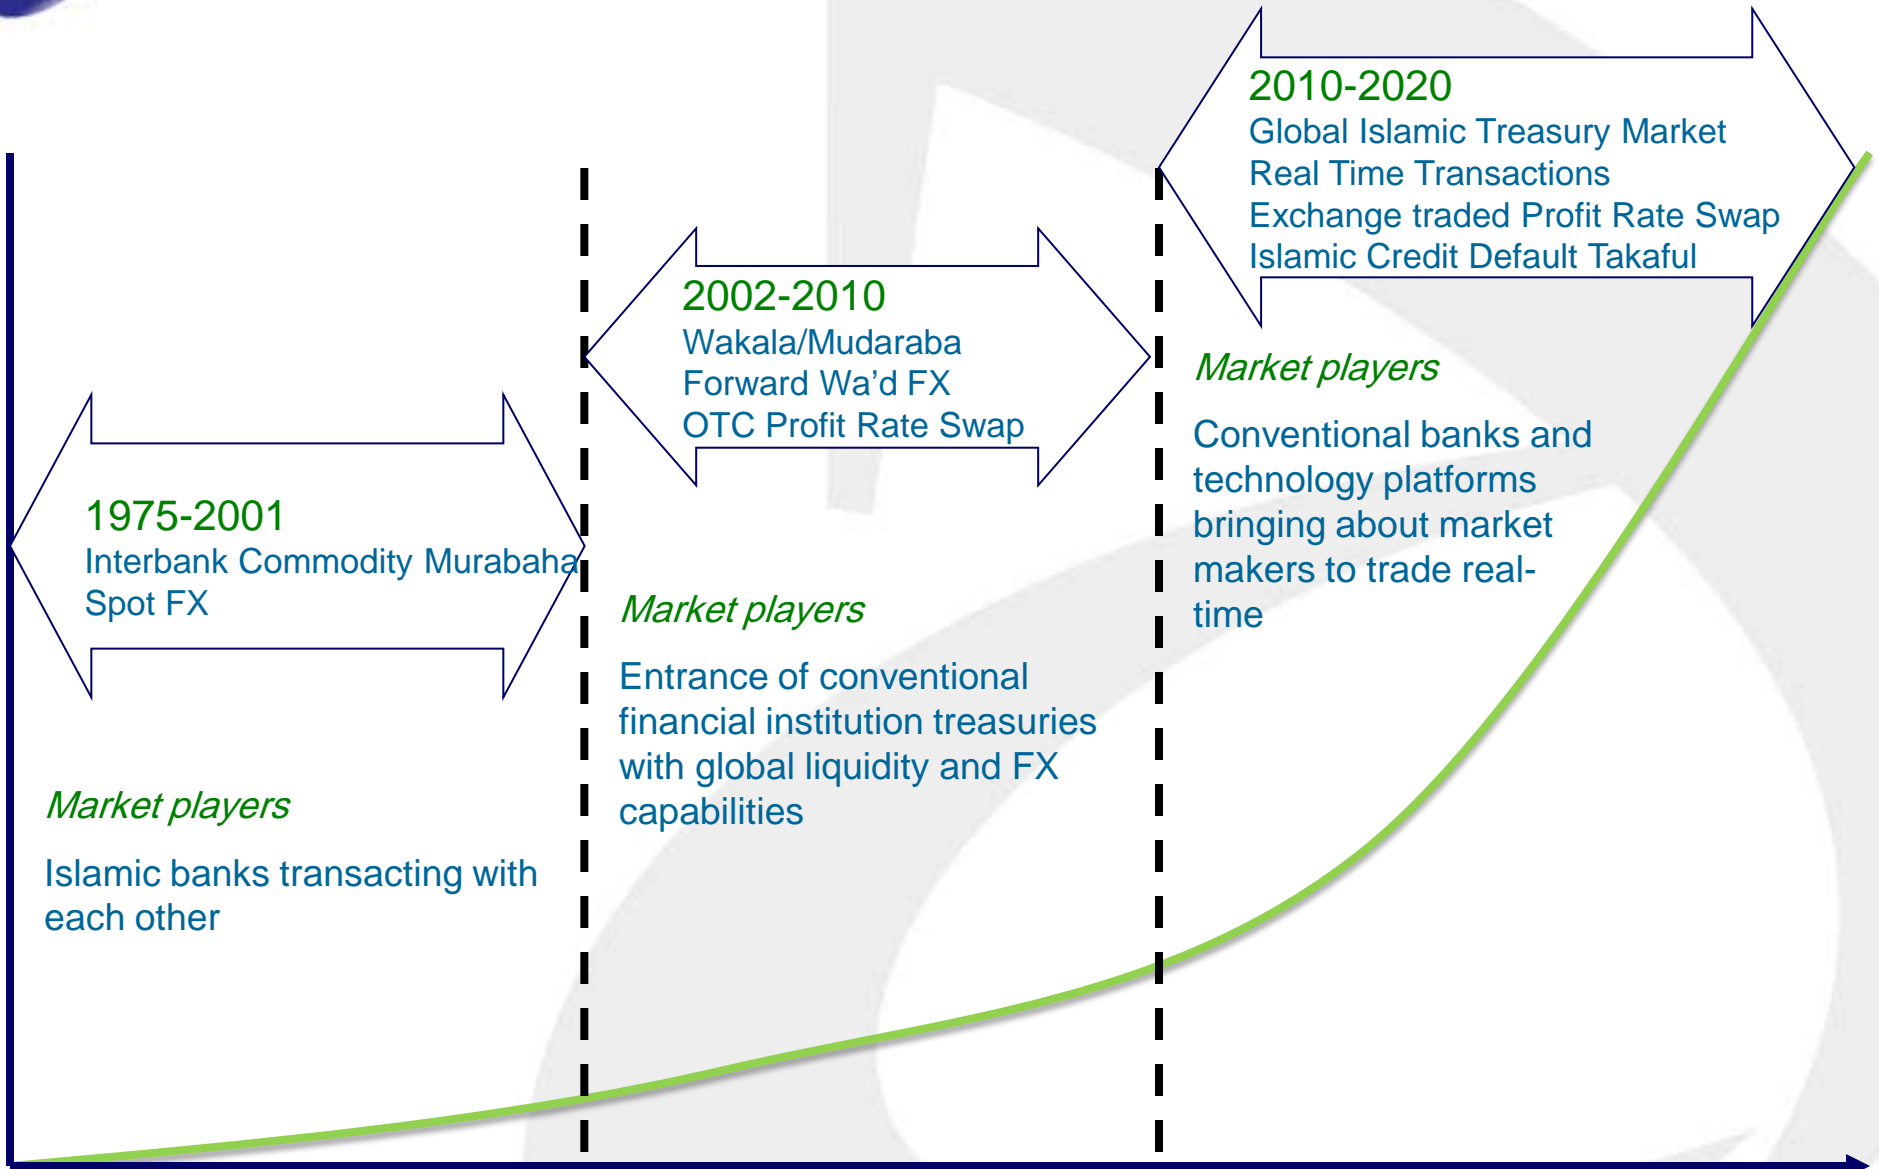 1975-2001
Interbank Commodity Murabaha
Spot FX
Market players
Islamic banks transacting with
each other
2002-2010
Wakala/Mudaraba
Forward Wa'd FX
OTC Profit Rate Swap
Market players
Entrance of conventional
financial institution treasuries
with global liquidity and FX
capabilities
2010-2020
Global Islamic Treasury Market
Real Time Transactions
Exchange traded Profit Rate Swap
Islamic Credit Default Takaful
Market players
Conventional banks and
technology platforms
bringing about market
makers to trade real-
time